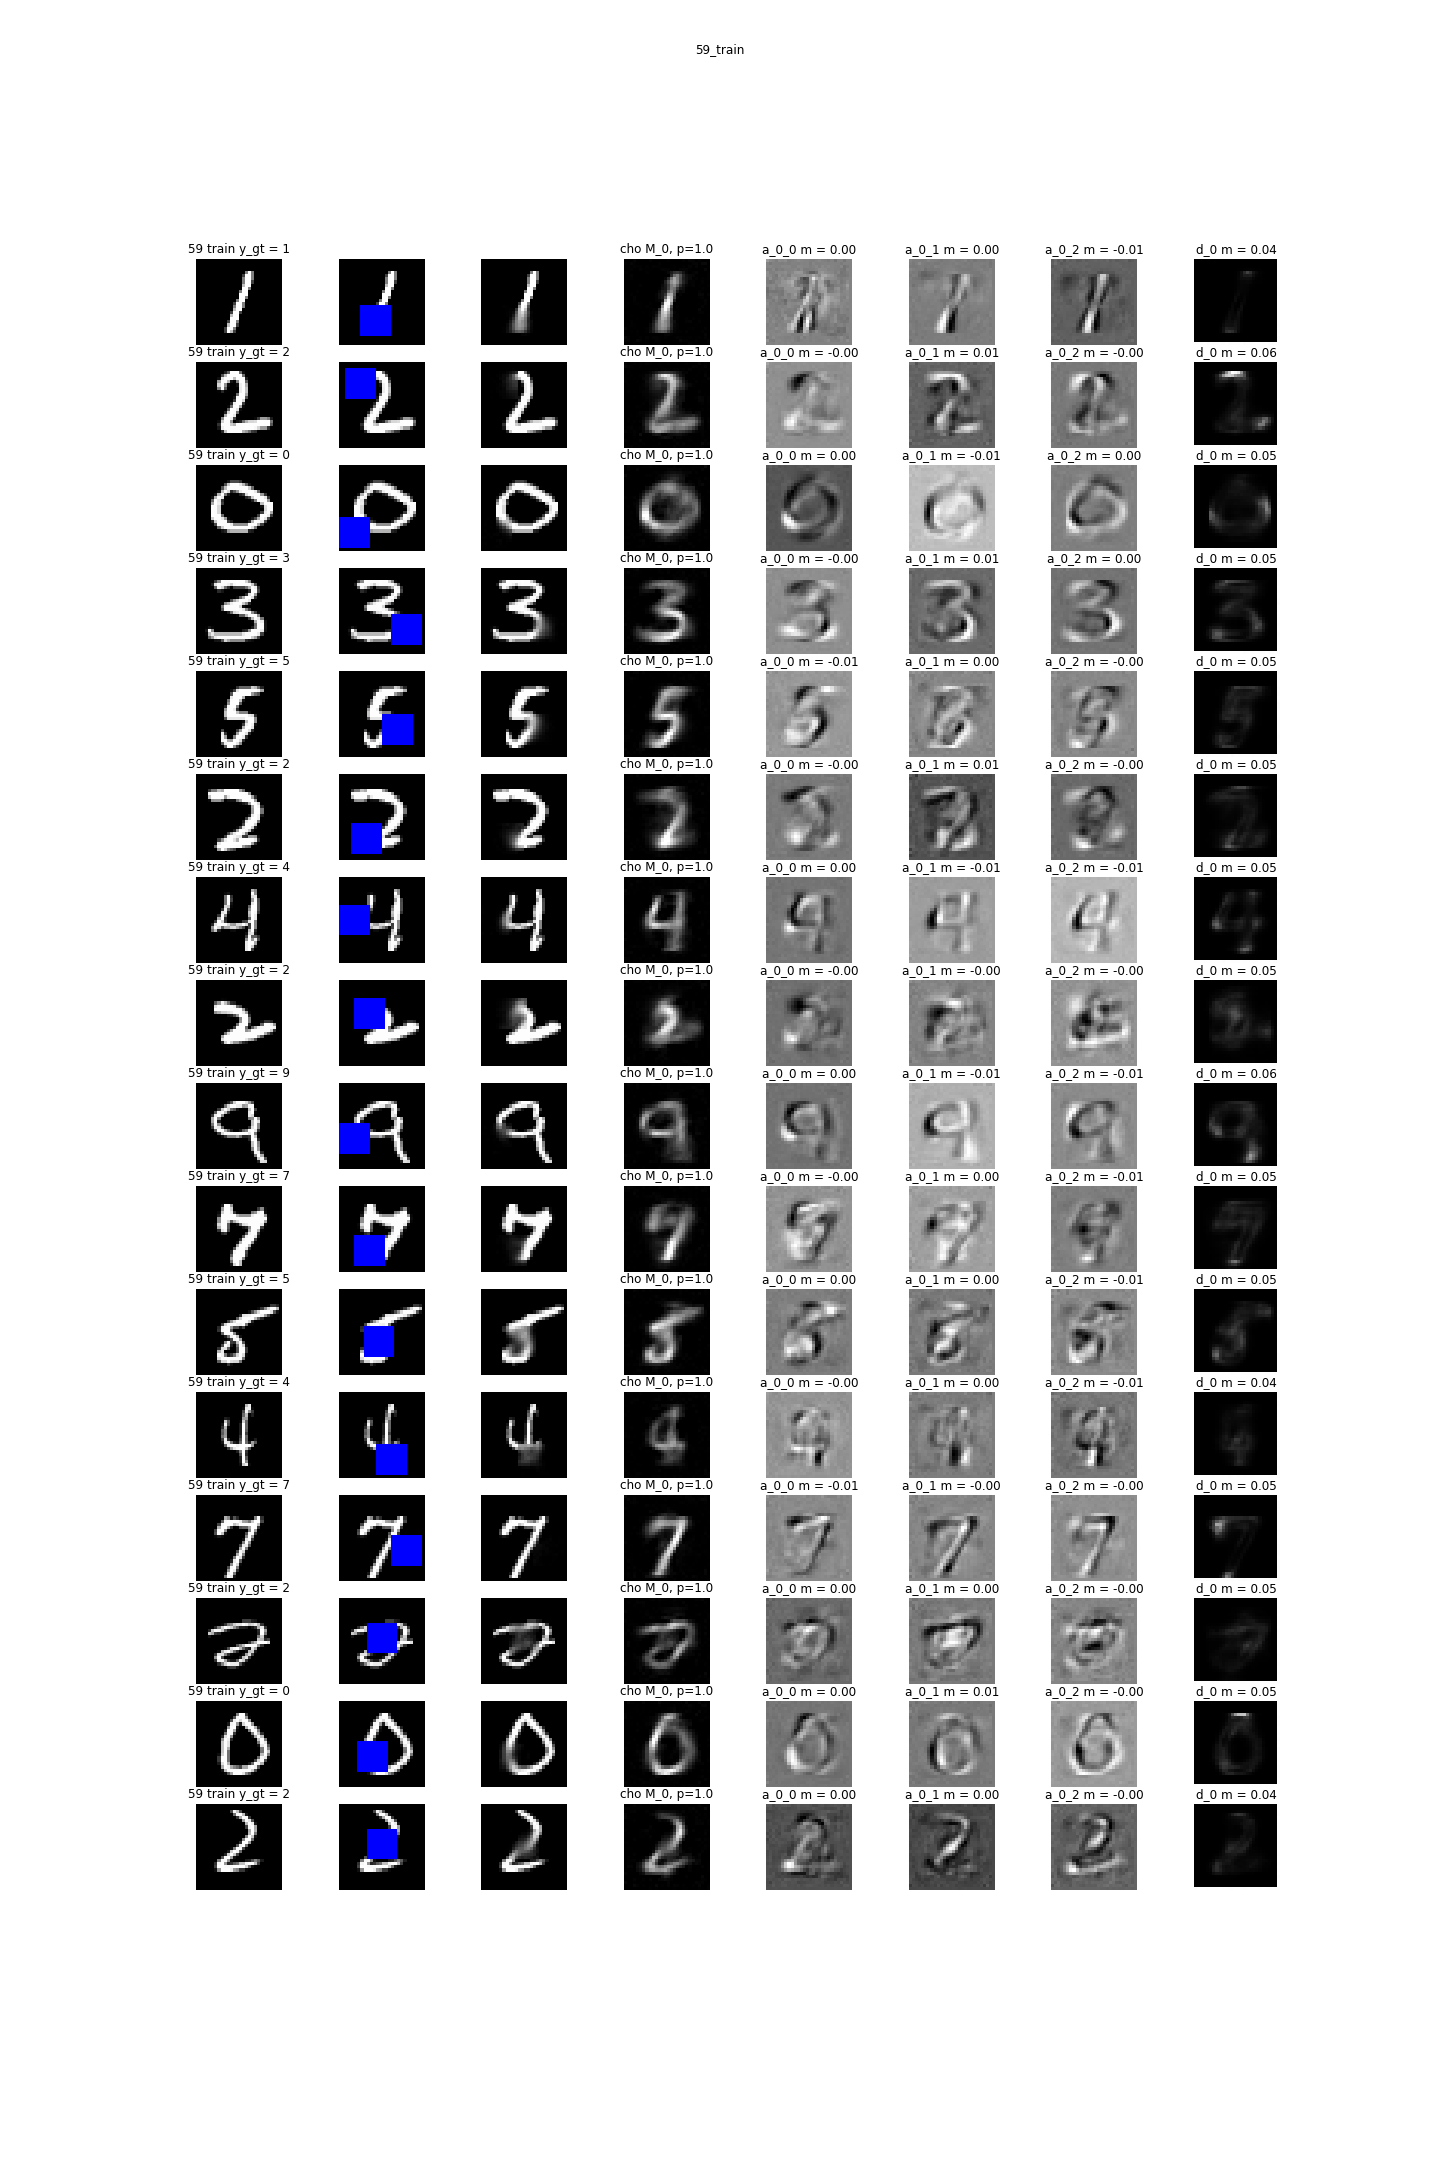 59_train
59 train y_gt = 1 cho M_0, p=1.0 a_0_0 m = 0.00 a_0_1 m = 0.00 a_0_2 m = -0.01 d_0 m = 0.04
59 train y_gt = 2 cho M_0, p=1.0 a_0_0 m = -0.00 a_0_1 m = 0.01 a_0_2 m = -0.00 d_0 m = 0.06
59 train y_gt = 0 cho M_0, p=1.0 a_0_0 m = 0.00 a_0_1 m = -0.01 a_0_2 m = 0.00 d_0 m = 0.05
59 train y_gt = 3 cho M_0, p=1.0 a_0_0 m = -0.00 a_0_1 m = 0.01 a_0_2 m = 0.00 d_0 m = 0.05
59 train y_gt = 5 cho M_0, p=1.0 a_0_0 m = -0.01 a_0_1 m = 0.00 a_0_2 m = -0.00 d_0 m = 0.05
59 train y_gt = 2 cho M_0, p=1.0 a_0_0 m = -0.00 a_0_1 m = 0.01 a_0_2 m = -0.00 d_0 m = 0.05
59 train y_gt = 4 cho M_0, p=1.0 a_0_0 m = 0.00 a_0_1 m = -0.01 a_0_2 m = -0.01 d_0 m = 0.05
59 train y_gt = 2 cho M_0, p=1.0 a_0_0 m = -0.00 a_0_1 m = -0.00 a_0_2 m = -0.00 d_0 m = 0.05
59 train y_gt = 9 cho M_0, p=1.0 a_0_0 m = 0.00 a_0_1 m = -0.01 a_0_2 m = -0.01 d_0 m = 0.06
59 train y_gt = 7 cho M_0, p=1.0 a_0_0 m = -0.00 a_0_1 m = 0.00 a_0_2 m = -0.01 d_0 m = 0.05
59 train y_gt = 5 cho M_0, p=1.0 a_0_0 m = 0.00 a_0_1 m = 0.00 a_0_2 m = -0.01 d_0 m = 0.05
59 train y_gt = 4 cho M_0, p=1.0 a_0_0 m = -0.00 a_0_1 m = 0.00 a_0_2 m = -0.01 d_0 m = 0.04
59 train y_gt = 7 cho M_0, p=1.0 a_0_0 m = -0.01 a_0_1 m = -0.00 a_0_2 m = -0.00 d_0 m = 0.05
59 train y_gt = 2 cho M_0, p=1.0 a_0_0 m = 0.00 a_0_1 m = 0.00 a_0_2 m = -0.00 d_0 m = 0.05
59 train y_gt = 0 cho M_0, p=1.0 a_0_0 m = 0.00 a_0_1 m = 0.01 a_0_2 m = -0.00 d_0 m = 0.05
59 train y_gt = 2 cho M_0, p=1.0 a_0_0 m = 0.00 a_0_1 m = 0.00 a_0_2 m = -0.00 d_0 m = 0.04